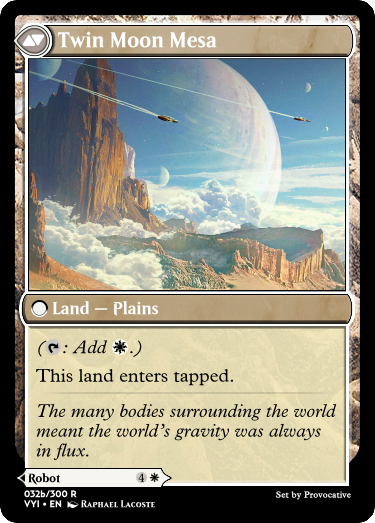 Twin Moon Mesa
Land — Plains
(: Add .)
This land enters tapped.
The many bodies surrounding the world
meant the world's gravity was always
in flux.
Robot 4
032b/300 R
VYI • EN Raphael Lacoste
Set by Provocative